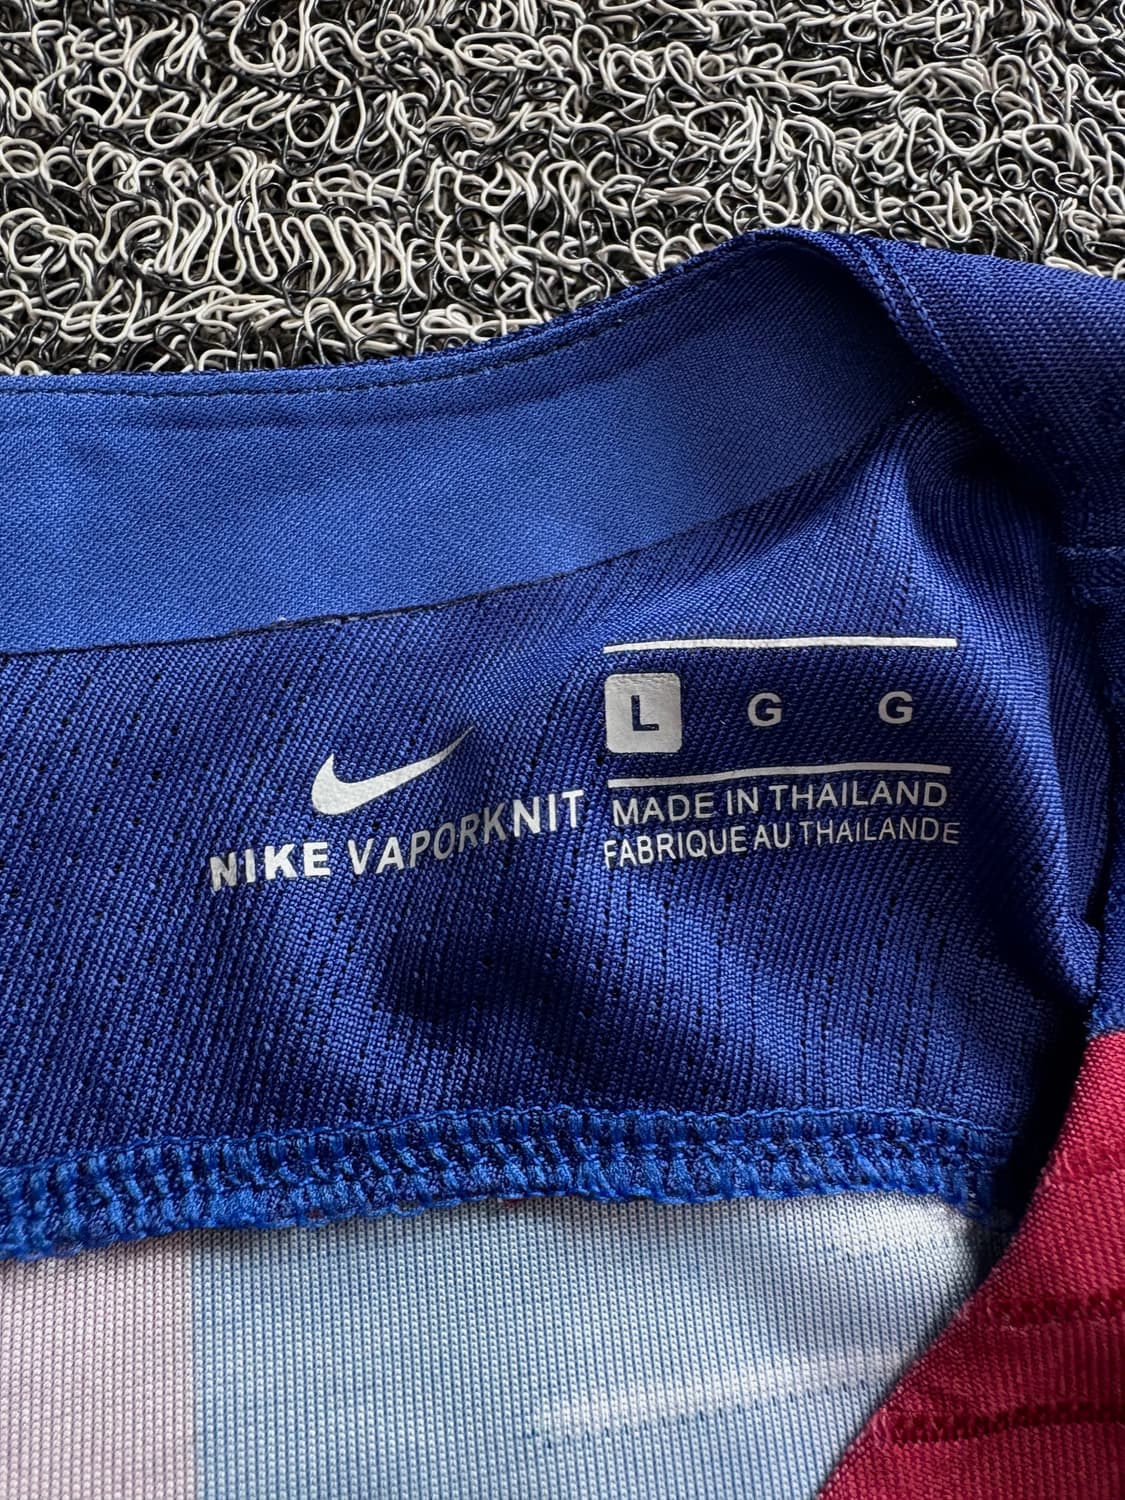 L G G
NIKE VAPORKNIT
MADE IN THAILAND
FABRIQUE AU THAILANDE